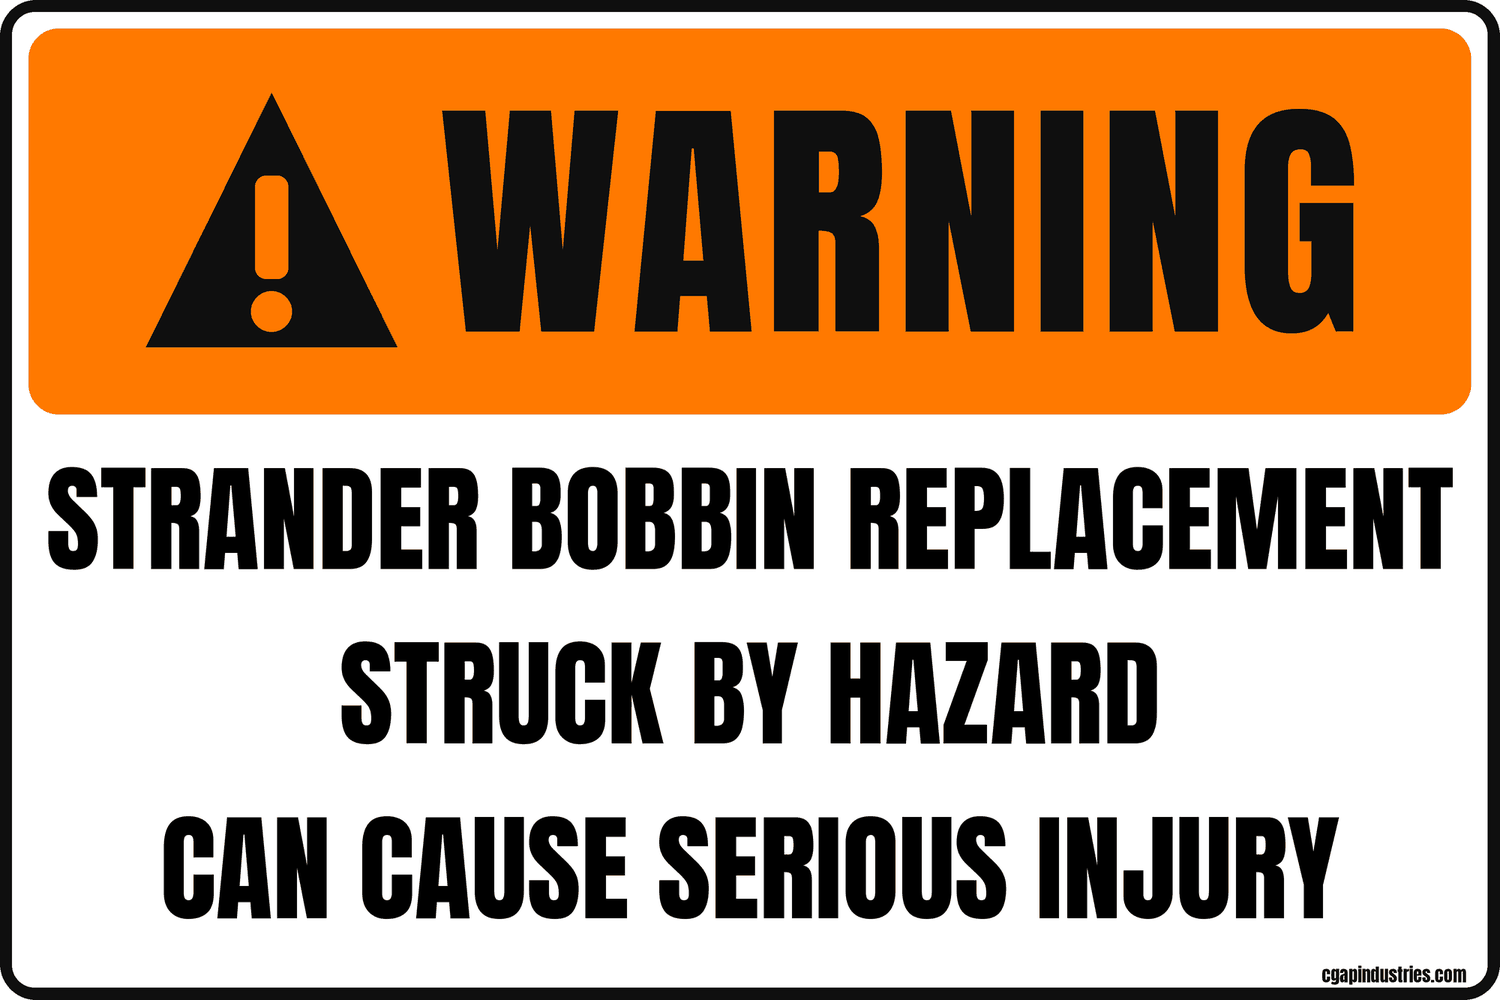 WARNING
STRANDER BOBBIN REPLACEMENT
STRUCK BY HAZARD
CAN CAUSE SERIOUS INJURY
cgapindustries.com